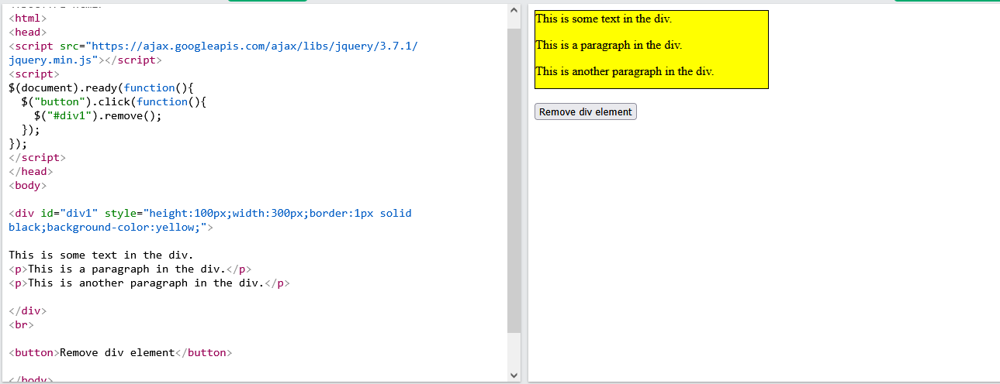 <html>
<head>
<script src="https://ajax.googleapis.com/ajax/libs/jquery/3.7.1/
jquery.min.js"></script>
<script>
$(document).ready(function(){
  $("button").click(function(){
    $("#div1").remove();
  });
});
</script>
</head>
<body>

<div id="div1" style="height:100px;width:300px;border:1px solid
black;background-color:yellow;">

This is some text in the div.
<p>This is a paragraph in the div.</p>
<p>This is another paragraph in the div.</p>

</div>
<br>

<button>Remove div element</button>

</body>
This is some text in the div.
This is a paragraph in the div.
This is another paragraph in the div.
Remove div element